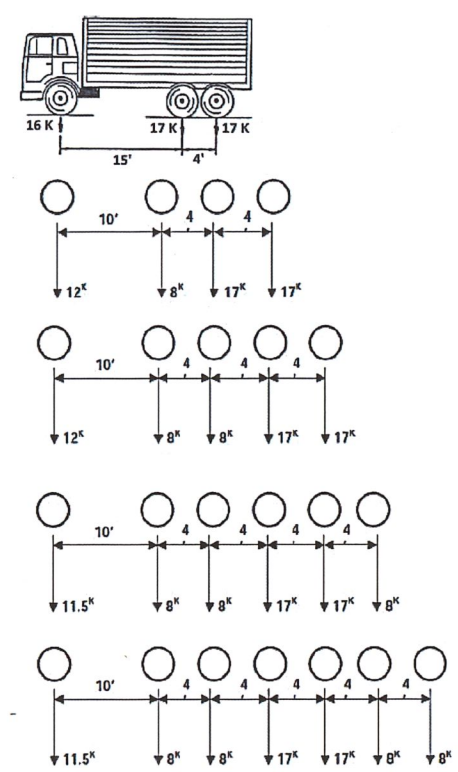 16 K 17 K 17 K
15' 4'
10' 4 4
12K 8K 17K 17K
10' 4 4 4
12K 8K 8K 17K 17K
10' 4 4 4 4
11.5K 8K 8K 17K 17K 8K
10' 4 4 4 4 4
11.5K 8K 8K 17K 17K 8K 8K